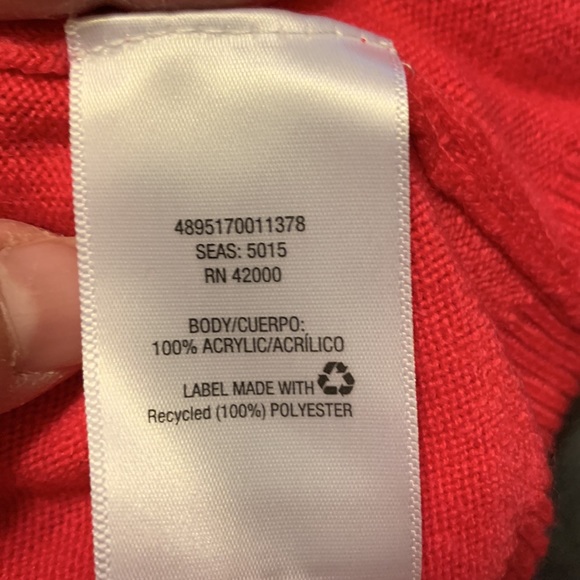 4895170011378
SEAS: 5015
RN 42000
BODY/CUERPO:
100% ACRYLIC/ACRÍLICO
LABEL MADE WITH
Recycled (100%) POLYESTER